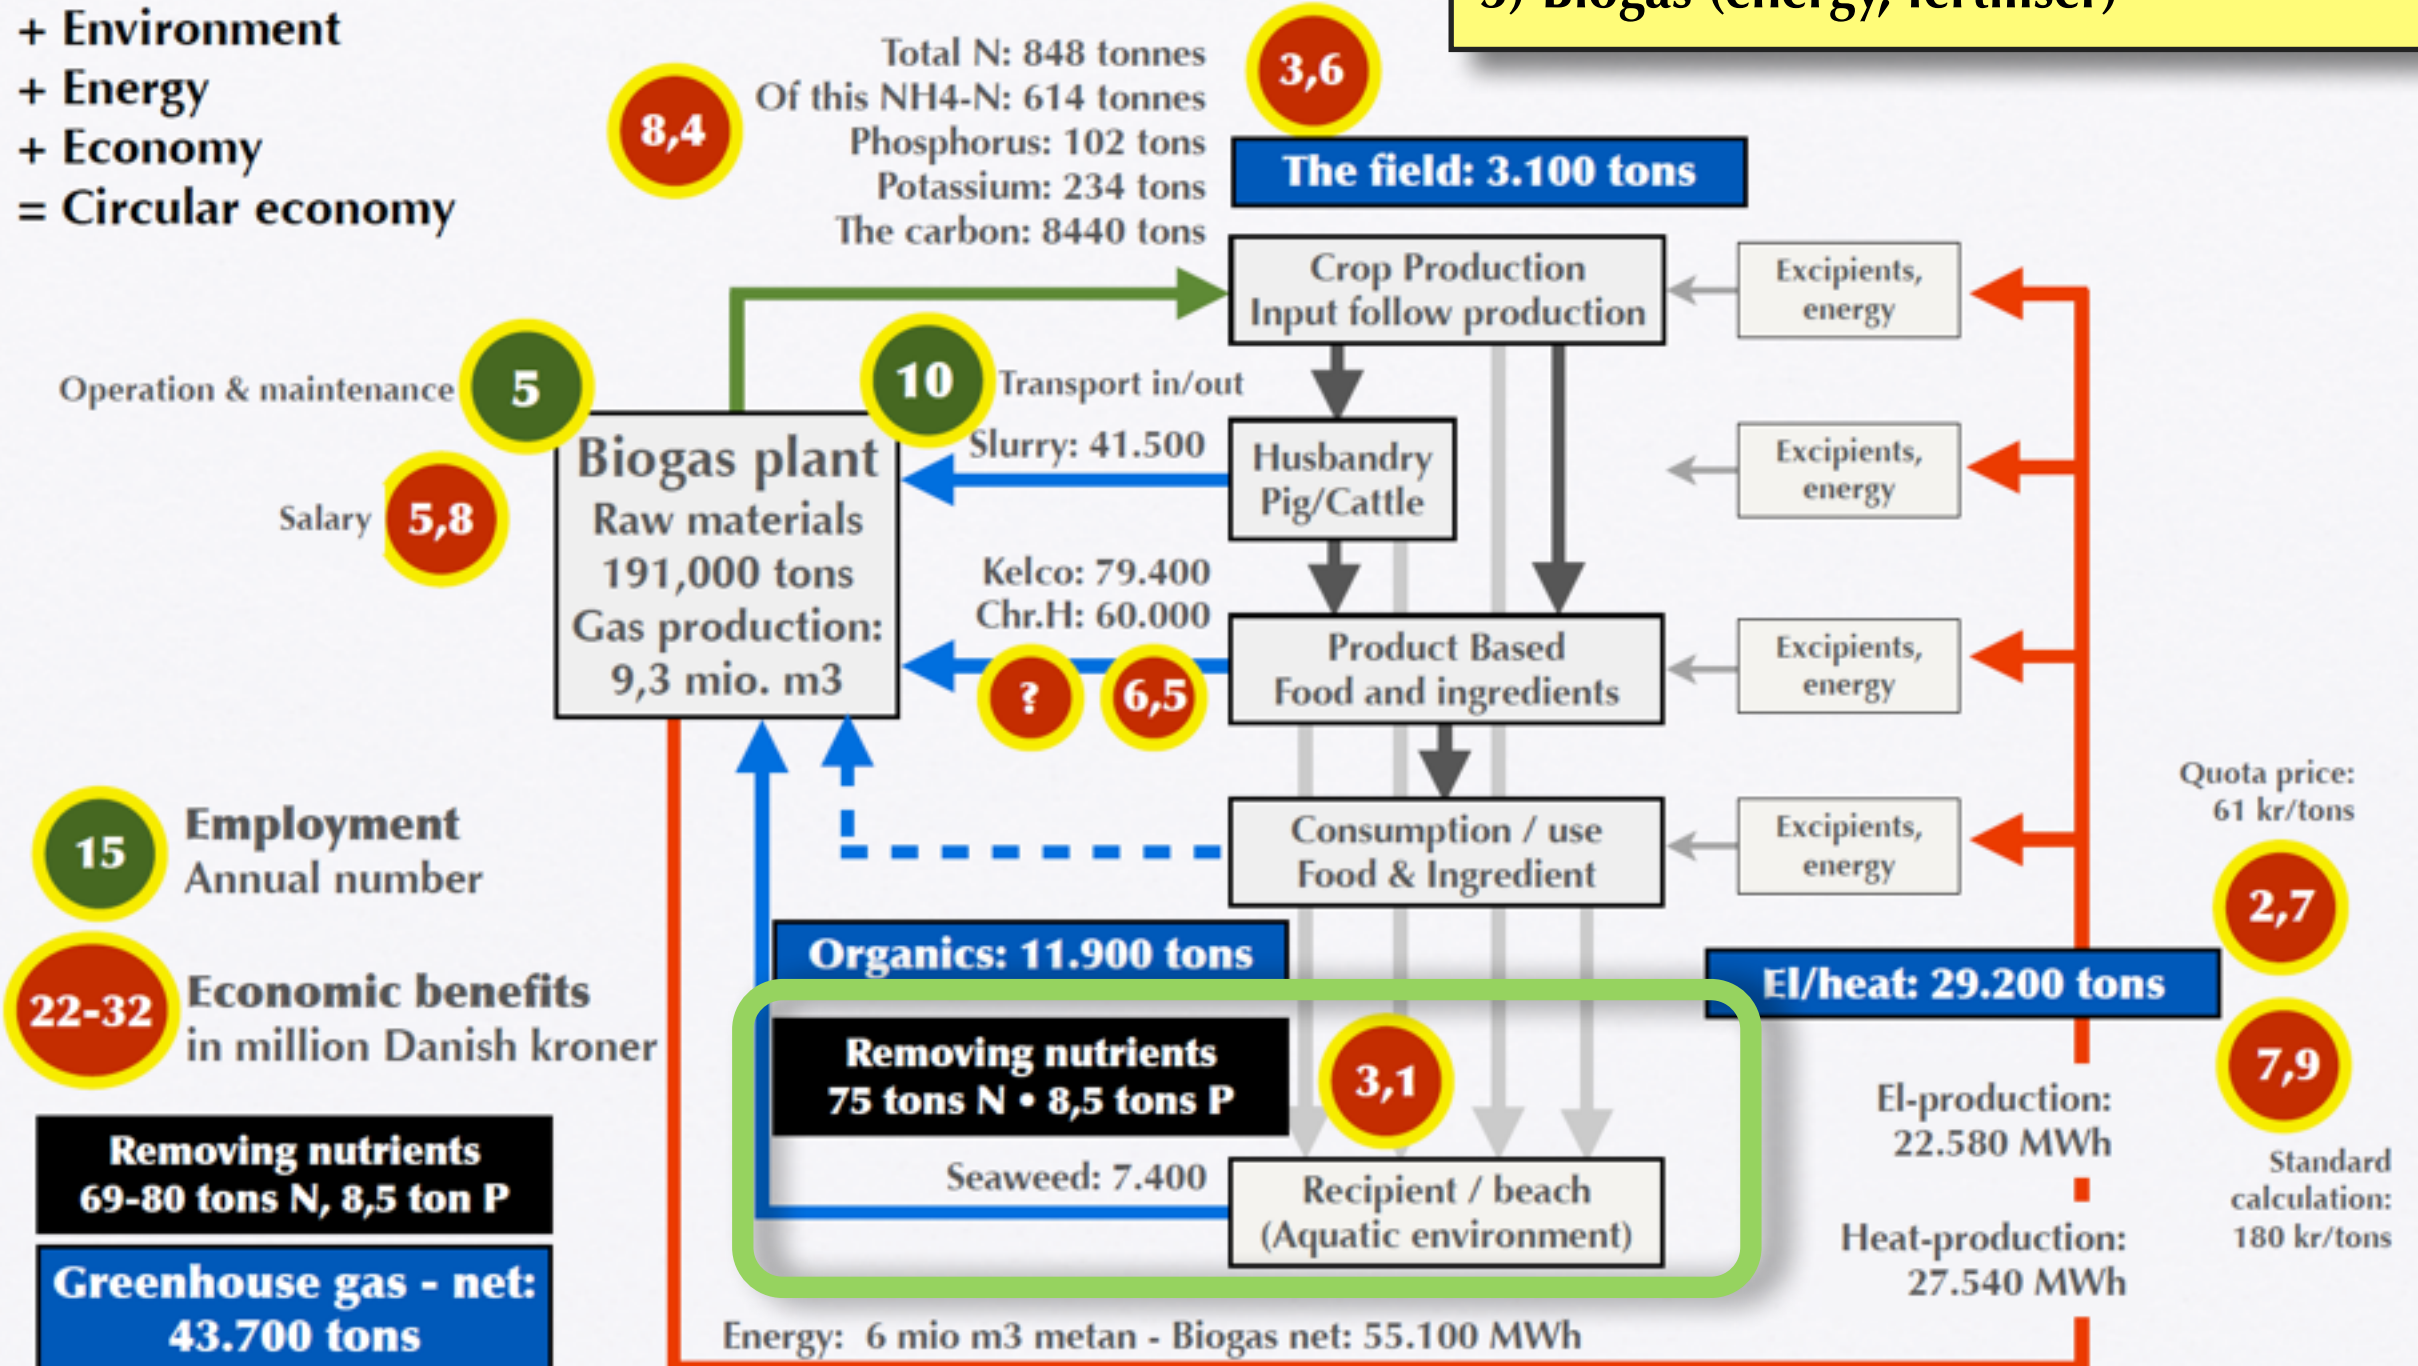 + Environment
+ Energy
+ Economy
= Circular economy
3) Biogas (energy, fertiliser)
8,4
Total N: 848 tonnes
Of this NH4-N: 614 tonnes
Phosphorus: 102 tons
Potassium: 234 tons
The carbon: 8440 tons
3,6
The field: 3.100 tons
Crop Production
Input follow production
Excipients,
energy
Operation & maintenance
5
10
Transport in/out
Salary
5,8
Biogas plant
Raw materials
191,000 tons
Gas production:
9,3 mio. m3
Slurry: 41.500
Husbandry
Pig/Cattle
Excipients,
energy
Kelco: 79.400
Chr.H: 60.000
?
6,5
Product Based
Food and ingredients
Excipients,
energy
Consumption / use
Food & Ingredient
Excipients,
energy
Quota price:
61 kr/tons
2,7
15
Employment
Annual number
22-32
Economic benefits
in million Danish kroner
Organics: 11.900 tons
El/heat: 29.200 tons
7,9
Removing nutrients
75 tons N • 8,5 tons P
3,1
El-production:
22.580 MWh
Standard
calculation:
180 kr/tons
Seaweed: 7.400
Recipient / beach
(Aquatic environment)
Heat-production:
27.540 MWh
Removing nutrients
69-80 tons N, 8,5 ton P
Greenhouse gas - net:
43.700 tons
Energy: 6 mio m3 metan - Biogas net: 55.100 MWh